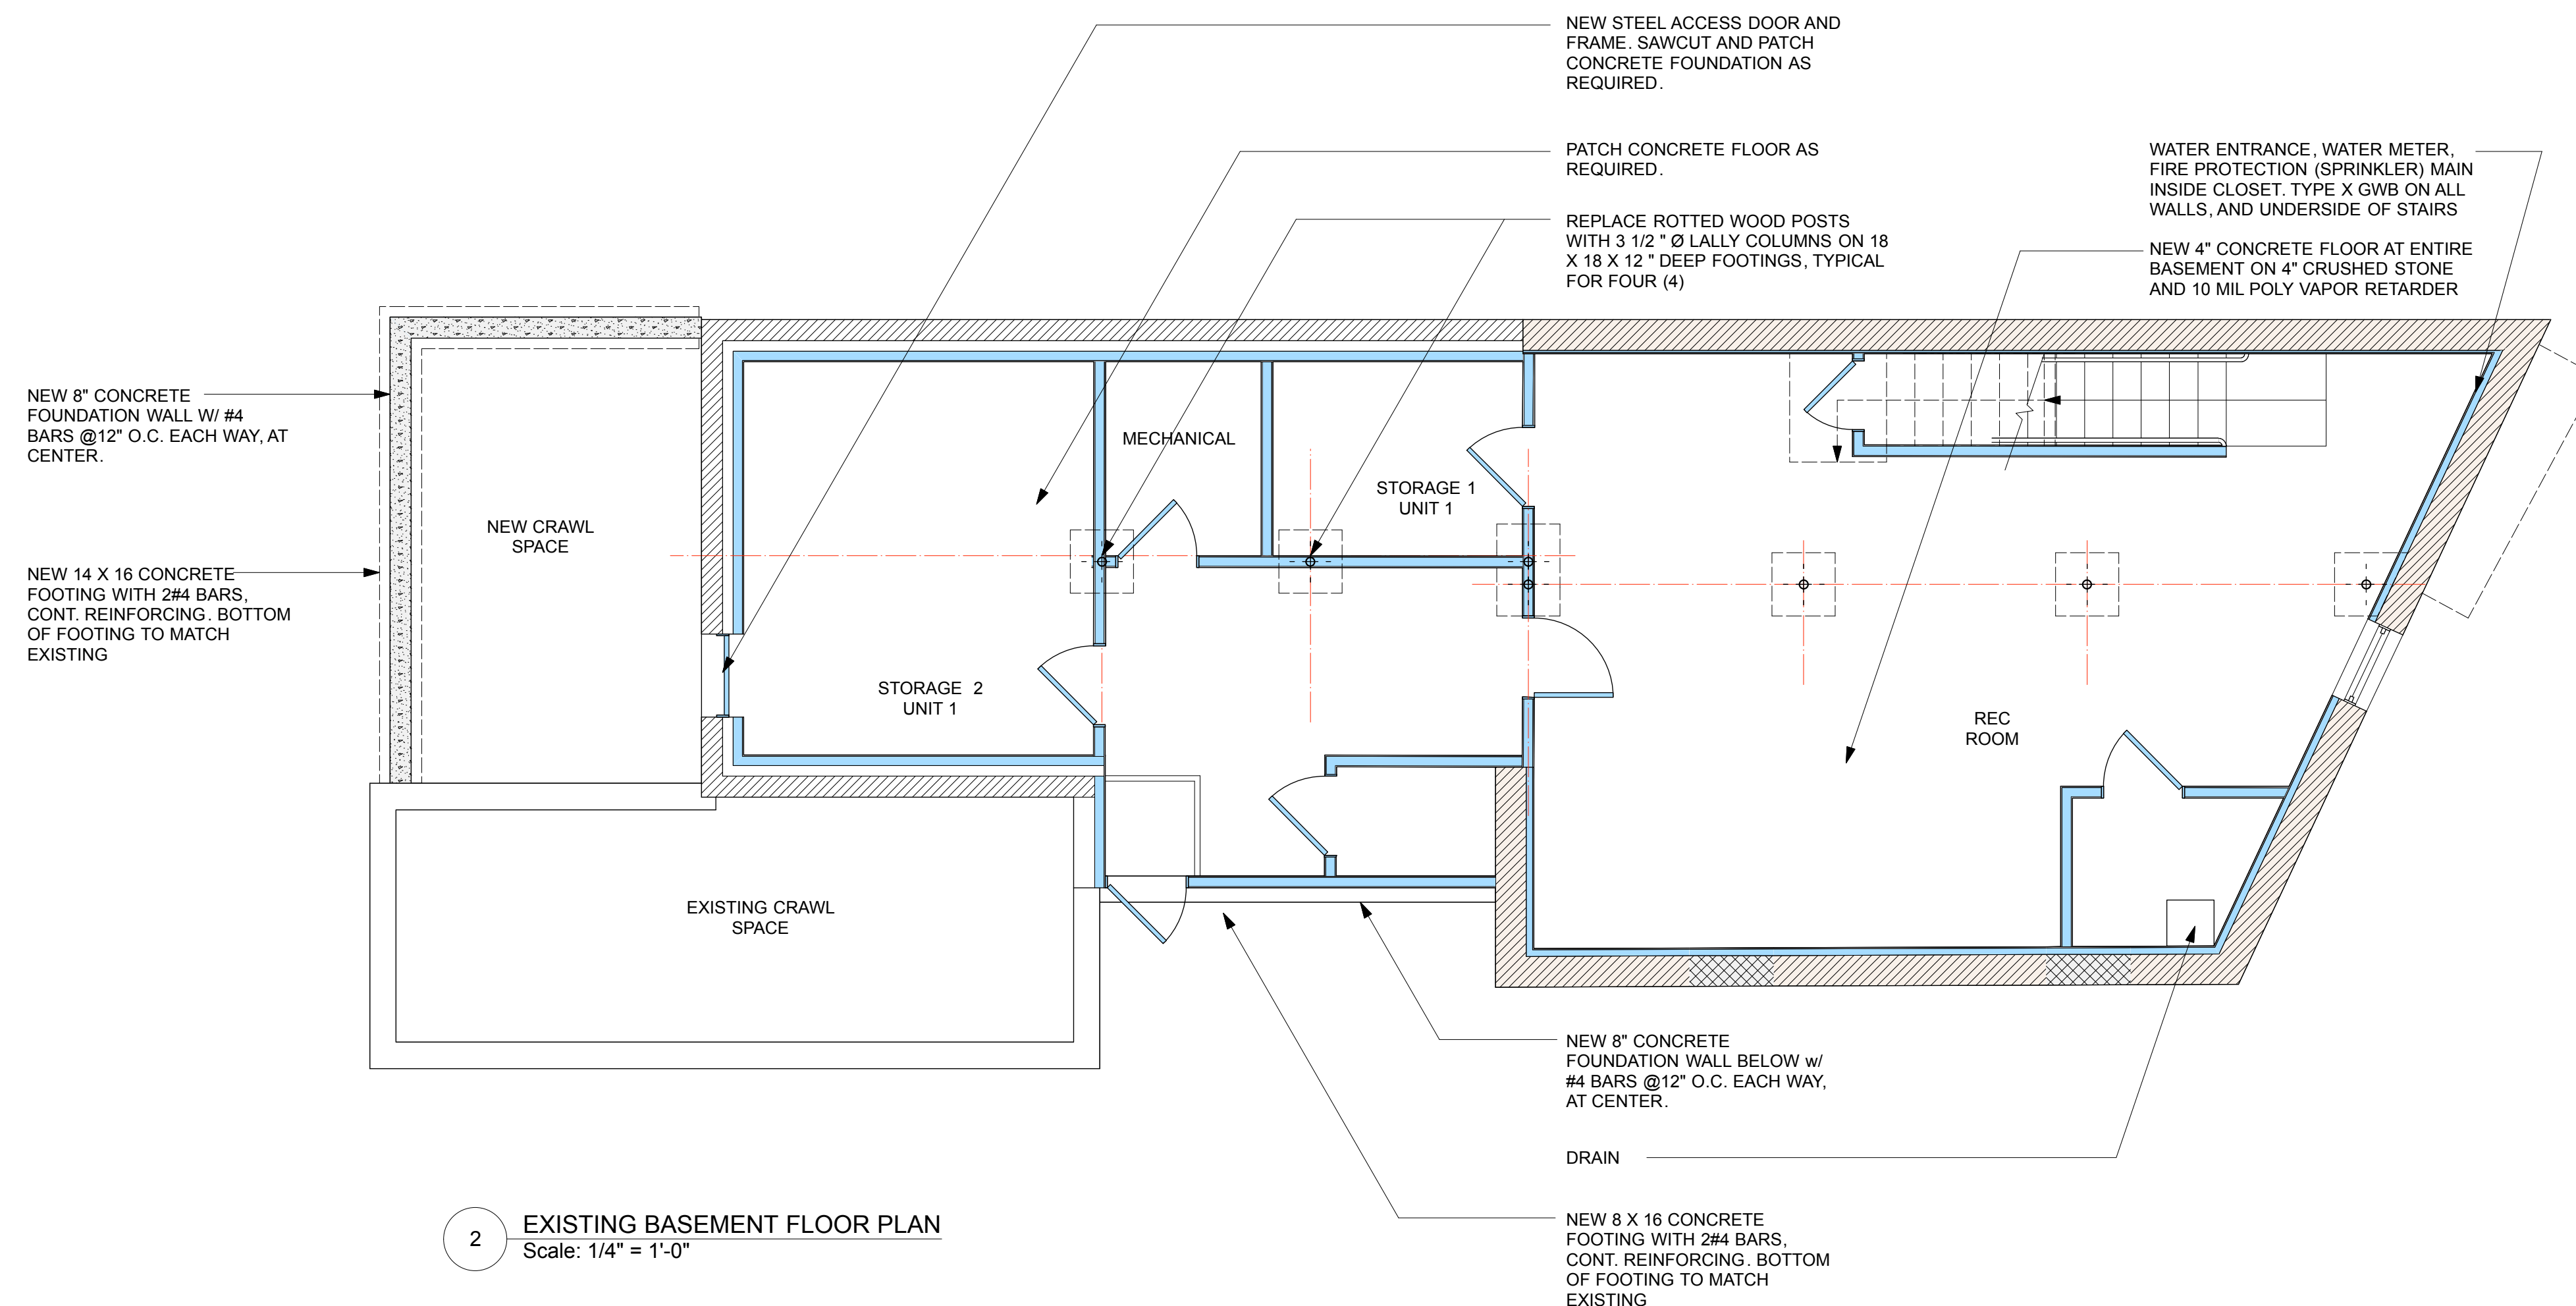 NEW STEEL ACCESS DOOR AND
FRAME. SAWCUT AND PATCH
CONCRETE FOUNDATION AS
REQUIRED.
PATCH CONCRETE FLOOR AS
REQUIRED.
REPLACE ROTTED WOOD POSTS
WITH 3 1/2 " Ø LALLY COLUMNS ON 18
X 18 X 12 " DEEP FOOTINGS, TYPICAL
FOR FOUR (4)
WATER ENTRANCE, WATER METER,
FIRE PROTECTION (SPRINKLER) MAIN
INSIDE CLOSET. TYPE X GWB ON ALL
WALLS, AND UNDERSIDE OF STAIRS
NEW 4" CONCRETE FLOOR AT ENTIRE
BASEMENT ON 4" CRUSHED STONE
AND 10 MIL POLY VAPOR RETARDER
NEW 8" CONCRETE
FOUNDATION WALL W/ #4
BARS @12" O.C. EACH WAY, AT
CENTER.
NEW 14 X 16 CONCRETE
FOOTING WITH 2#4 BARS,
CONT. REINFORCING. BOTTOM
OF FOOTING TO MATCH
EXISTING
NEW CRAWL
SPACE
MECHANICAL
STORAGE 1
UNIT 1
STORAGE 2
UNIT 1
REC
ROOM
EXISTING CRAWL
SPACE
NEW 8" CONCRETE
FOUNDATION WALL BELOW w/
#4 BARS @12" O.C. EACH WAY,
AT CENTER.
DRAIN
NEW 8 X 16 CONCRETE
FOOTING WITH 2#4 BARS,
CONT. REINFORCING. BOTTOM
OF FOOTING TO MATCH
EXISTING
2
EXISTING BASEMENT FLOOR PLAN
Scale: 1/4" = 1'-0"